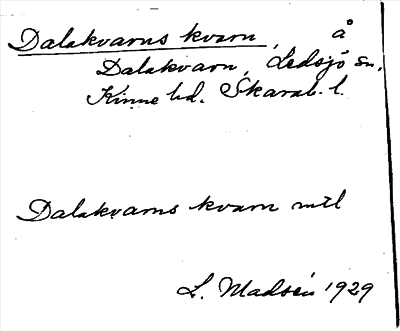 Dalakvarns kvarn, å
Dalakvarn, Ledsjö sn,
Kinne hd. Skarab. l.
Dalakvarns kvarn mtl
L. Madsén 1929